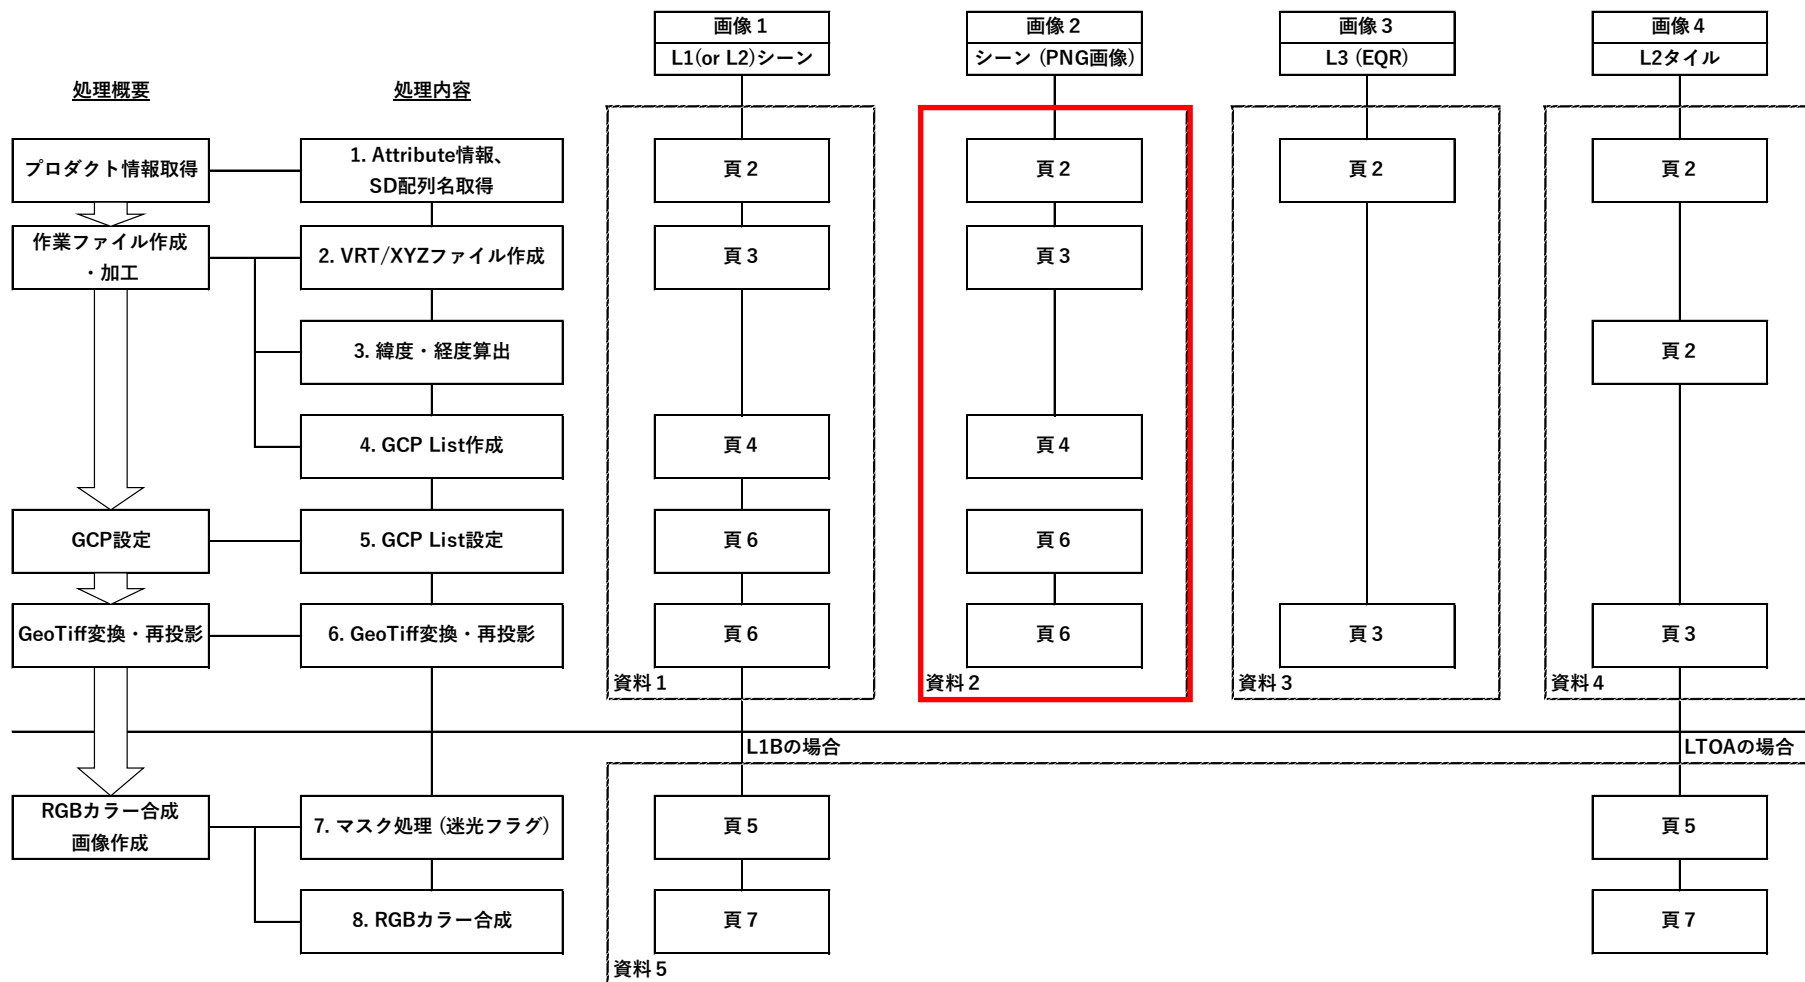 画像1
L1(or L2)シーン
画像2
シーン (PNG画像)
画像3
L3 (EQR)
画像4
L2タイル
処理概要
処理内容
プロダクト情報取得
1. Attribute情報、
SD配列名取得
頁2
頁2
頁2
頁2
作業ファイル作成
・加工
2. VRT/XYZファイル作成
頁3
頁3
3. 緯度・経度算出
頁2
4. GCP List作成
頁4
頁4
GCP設定
5. GCP List設定
頁6
頁6
GeoTiff変換・再投影
6. GeoTiff変換・再投影
頁6
頁6
頁3
頁3
資料1
資料2
資料3
資料4
L1Bの場合
LTOAの場合
RGBカラー合成
画像作成
7. マスク処理 (迷光フラグ)
頁5
頁5
8. RGBカラー合成
頁7
頁7
資料5